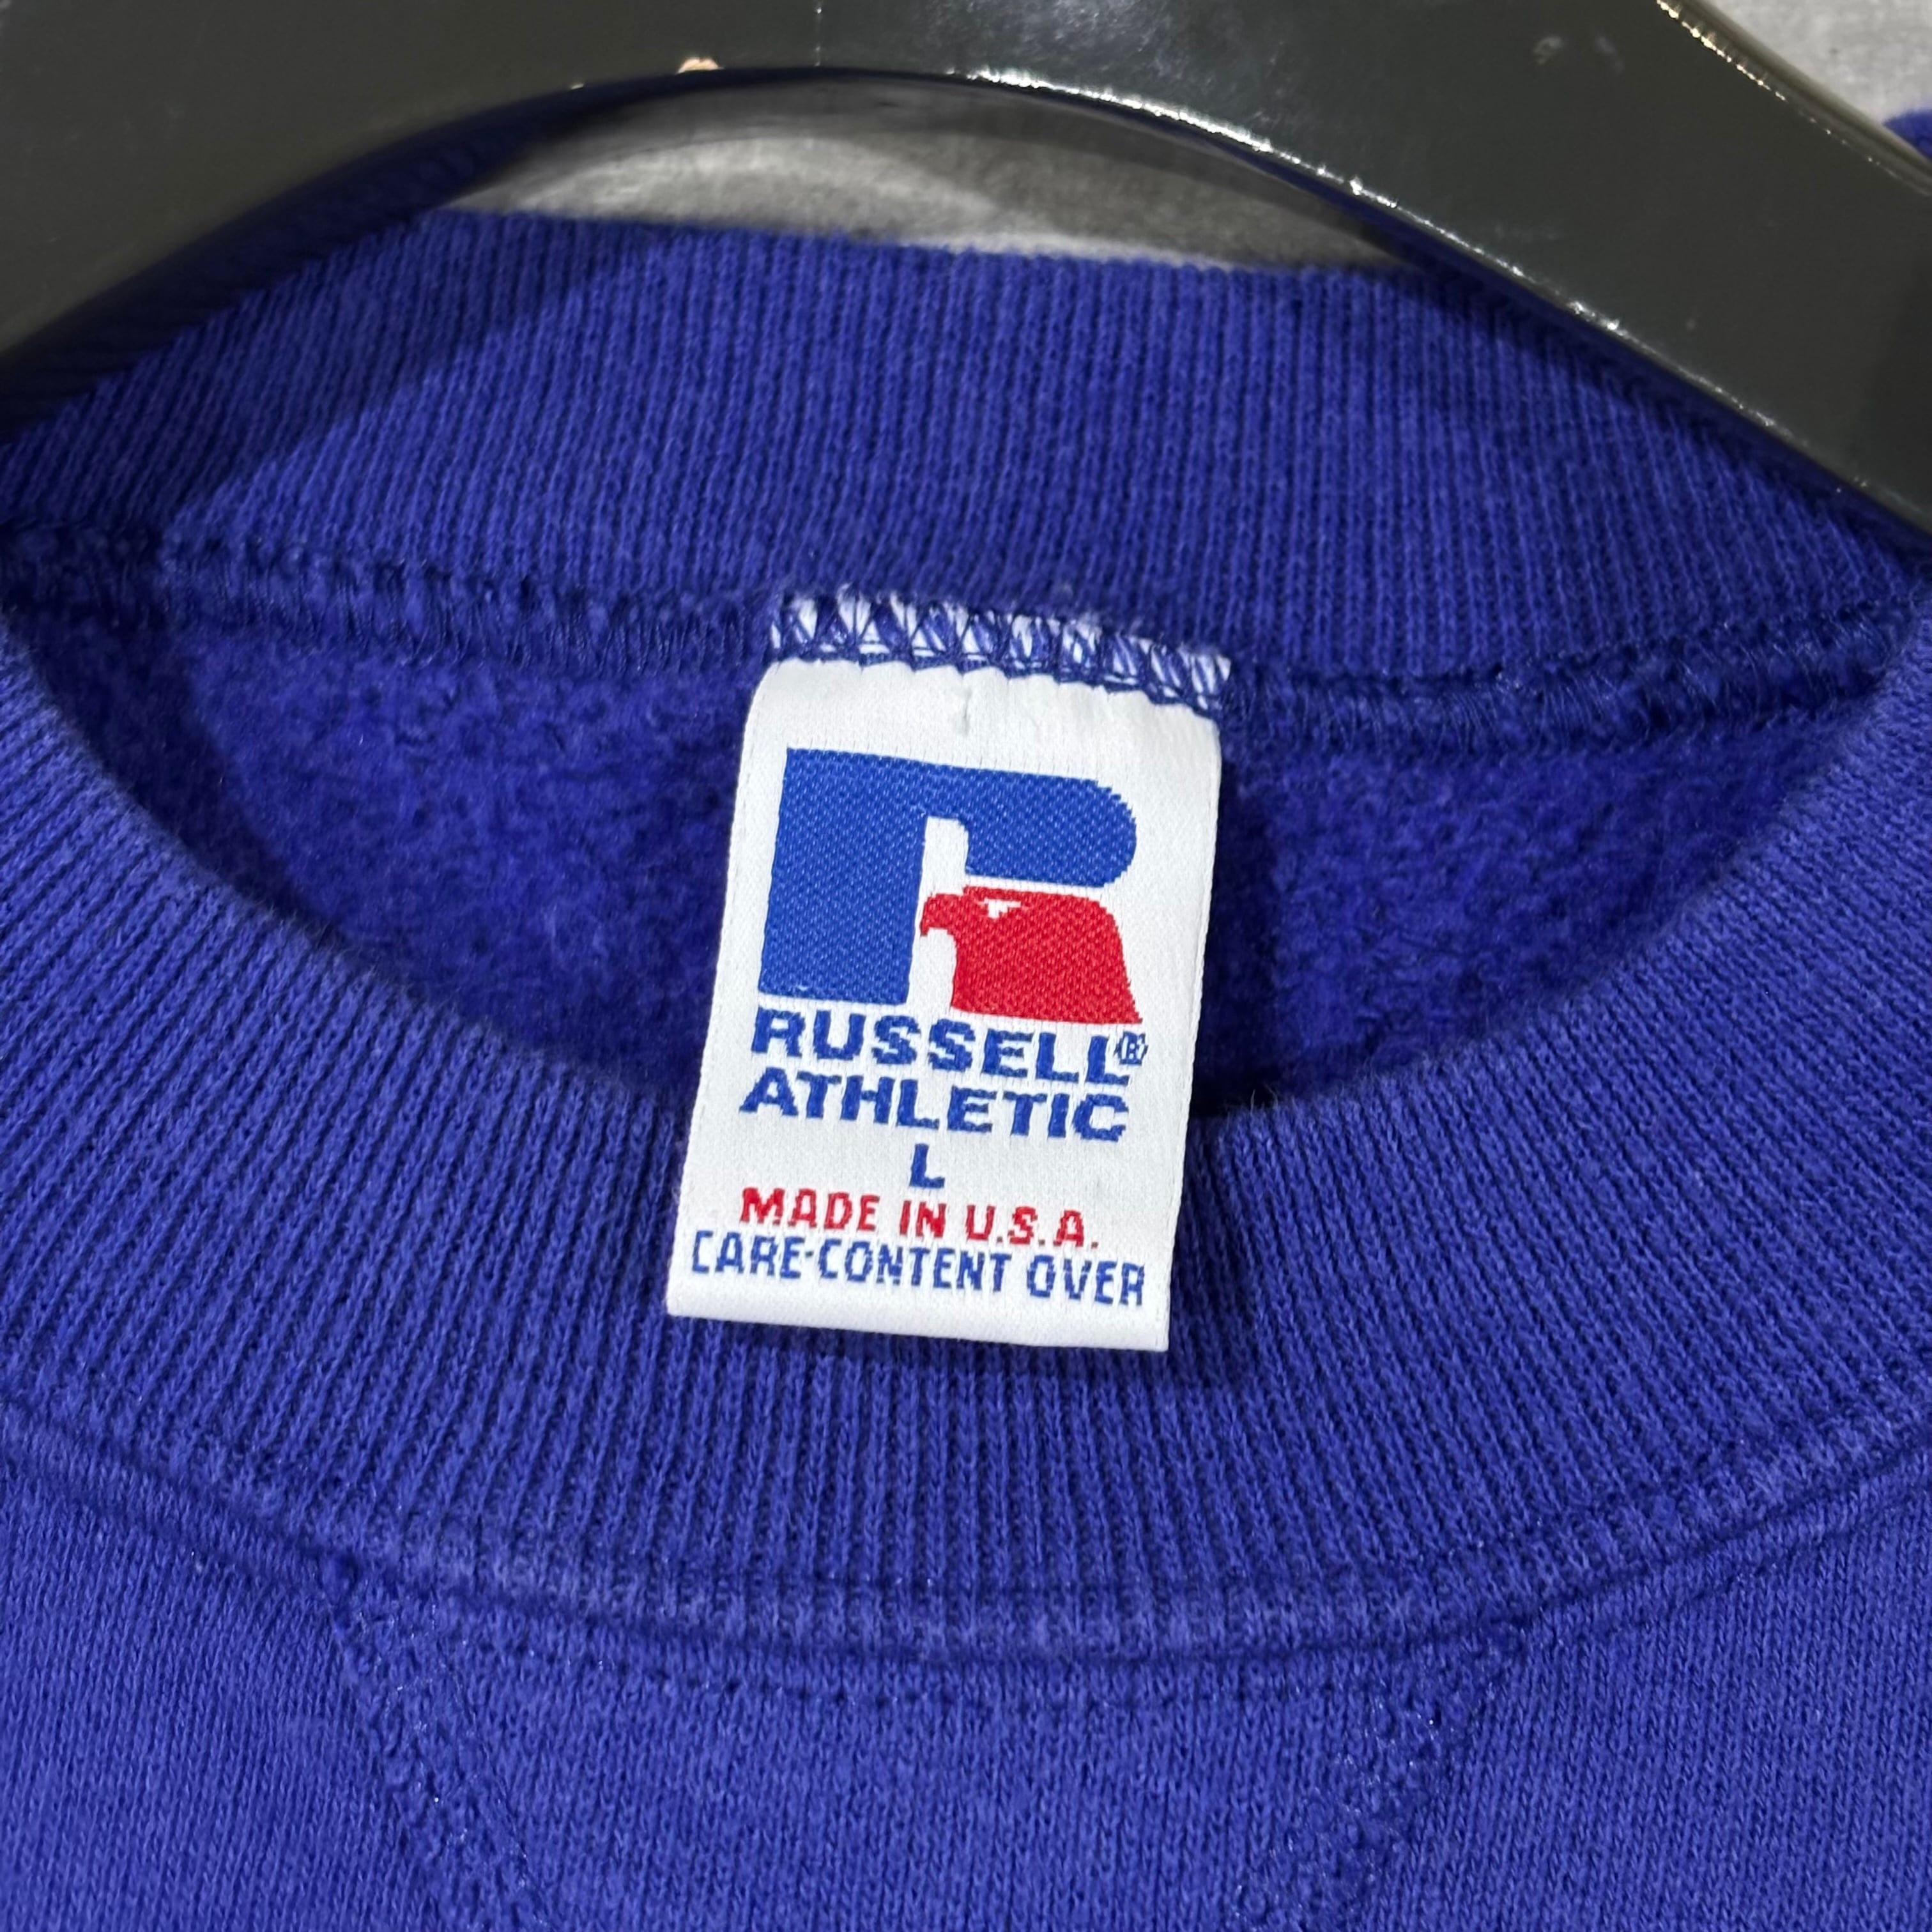 R
RUSSELL®
ATHLETIC
L
MADE IN U.S.A.
CARE-CONTENT OVER